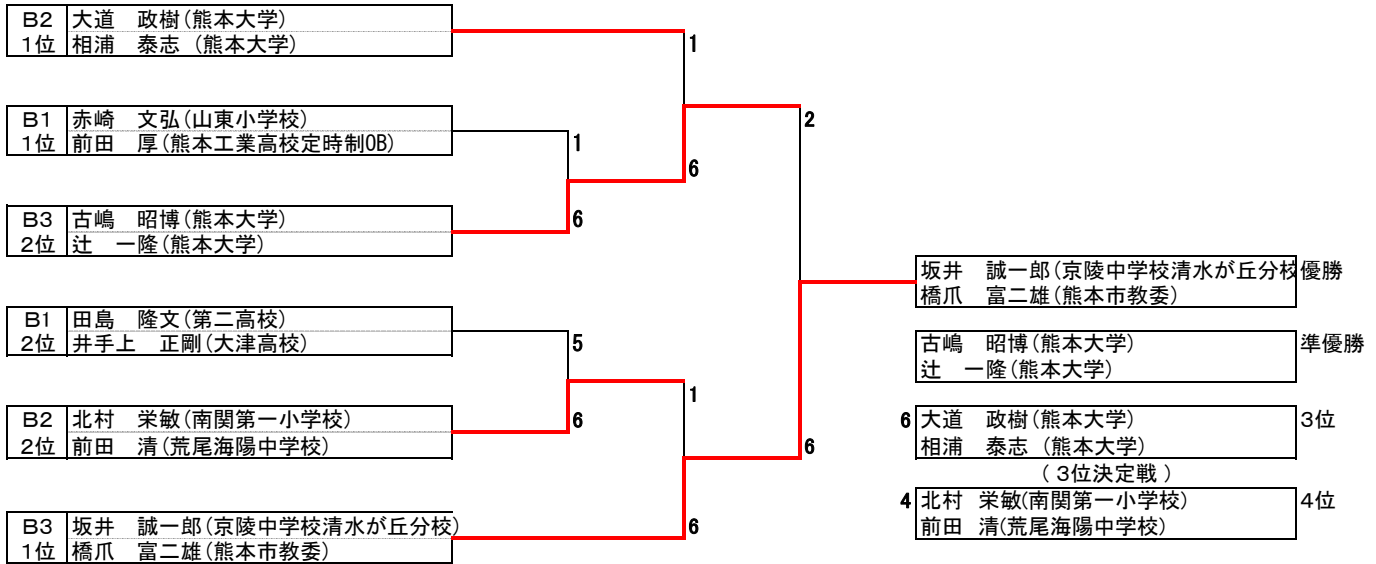 B2 大道 政樹(熊本大学)
1位 相浦 泰志 (熊本大学)
1
B1 赤崎 文弘(山東小学校)
1位 前田 厚(熊本工業高校定時制OB)
1
2
6
B3 古嶋 昭博(熊本大学)
2位 辻 一隆(熊本大学)
6
B1 田島 隆文(第二高校)
2位 井手上 正剛(大津高校)
5
1
B2 北村 栄敏(南関第一小学校)
2位 前田 清(荒尾海陽中学校)
6
6
B3 坂井 誠一郎(京陵中学校清水が丘分校)
1位 橋爪 富二雄(熊本市教委)
6
坂井 誠一郎(京陵中学校清水が丘分校 優勝
橋爪 富二雄(熊本市教委)
古嶋 昭博(熊本大学) 準優勝
辻 一隆(熊本大学)
6 大道 政樹(熊本大学) 3位
相浦 泰志 (熊本大学)
( 3位決定戦 )
4 北村 栄敏(南関第一小学校) 4位
前田 清(荒尾海陽中学校)